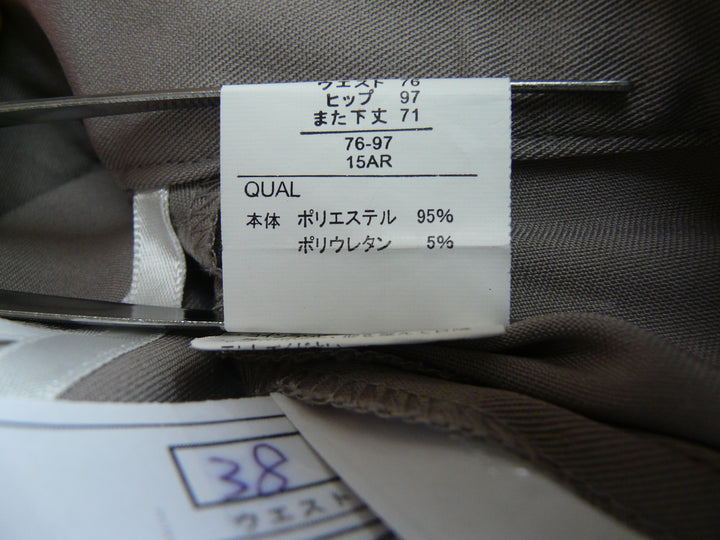 ウエスト 76
ヒップ 97
また下丈 71
76-97
15AR
QUAL
本体 ポリエステル 95%
ポリウレタン 5%
38
ウエスト